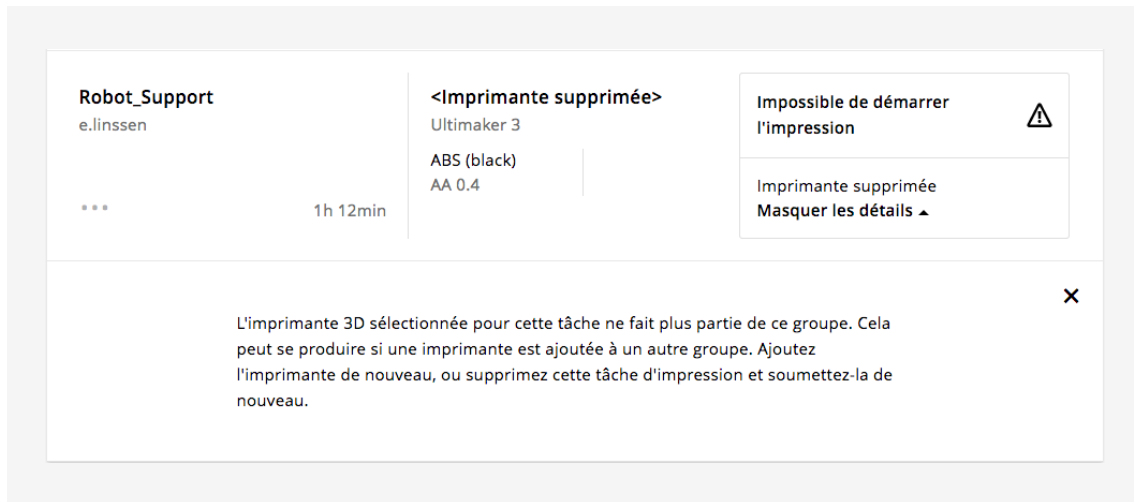 Robot_Support
e.linssen
1h 12min
<Imprimante supprimée>
Ultimaker 3
ABS (black)
AA 0.4
Impossible de démarrer
l'impression
Imprimante supprimée
Masquer les détails
L'imprimante 3D sélectionnée pour cette tâche ne fait plus partie de ce groupe. Cela
peut se produire si une imprimante est ajoutée à un autre groupe. Ajoutez
l'imprimante de nouveau, ou supprimez cette tâche d'impression et soumettez-la de
nouveau.